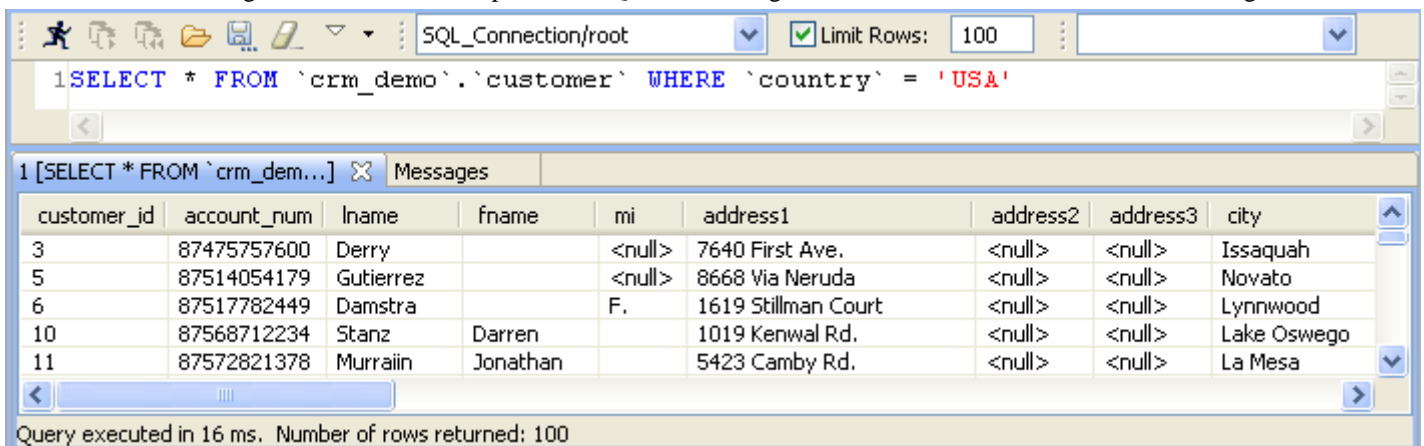 SQL_Connection/root Limit Rows: 100
1SELECT * FROM `crm_demo`.`customer` WHERE `country` = 'USA'
1 [SELECT * FROM `crm_dem...] Messages
customer_id account_num lname fname mi address1 address2 address3 city
3 87475757600 Derry <null> 7640 First Ave. <null> <null> Issaquah
5 87514054179 Gutierrez <null> 8668 Via Neruda <null> <null> Novato
6 87517782449 Damstra F. 1619 Stillman Court <null> <null> Lynnwood
10 87568712234 Stanz Darren 1019 Kenwal Rd. <null> <null> Lake Oswego
11 87572821378 Murraiin Jonathan 5423 Camby Rd. <null> <null> La Mesa
Query executed in 16 ms. Number of rows returned: 100